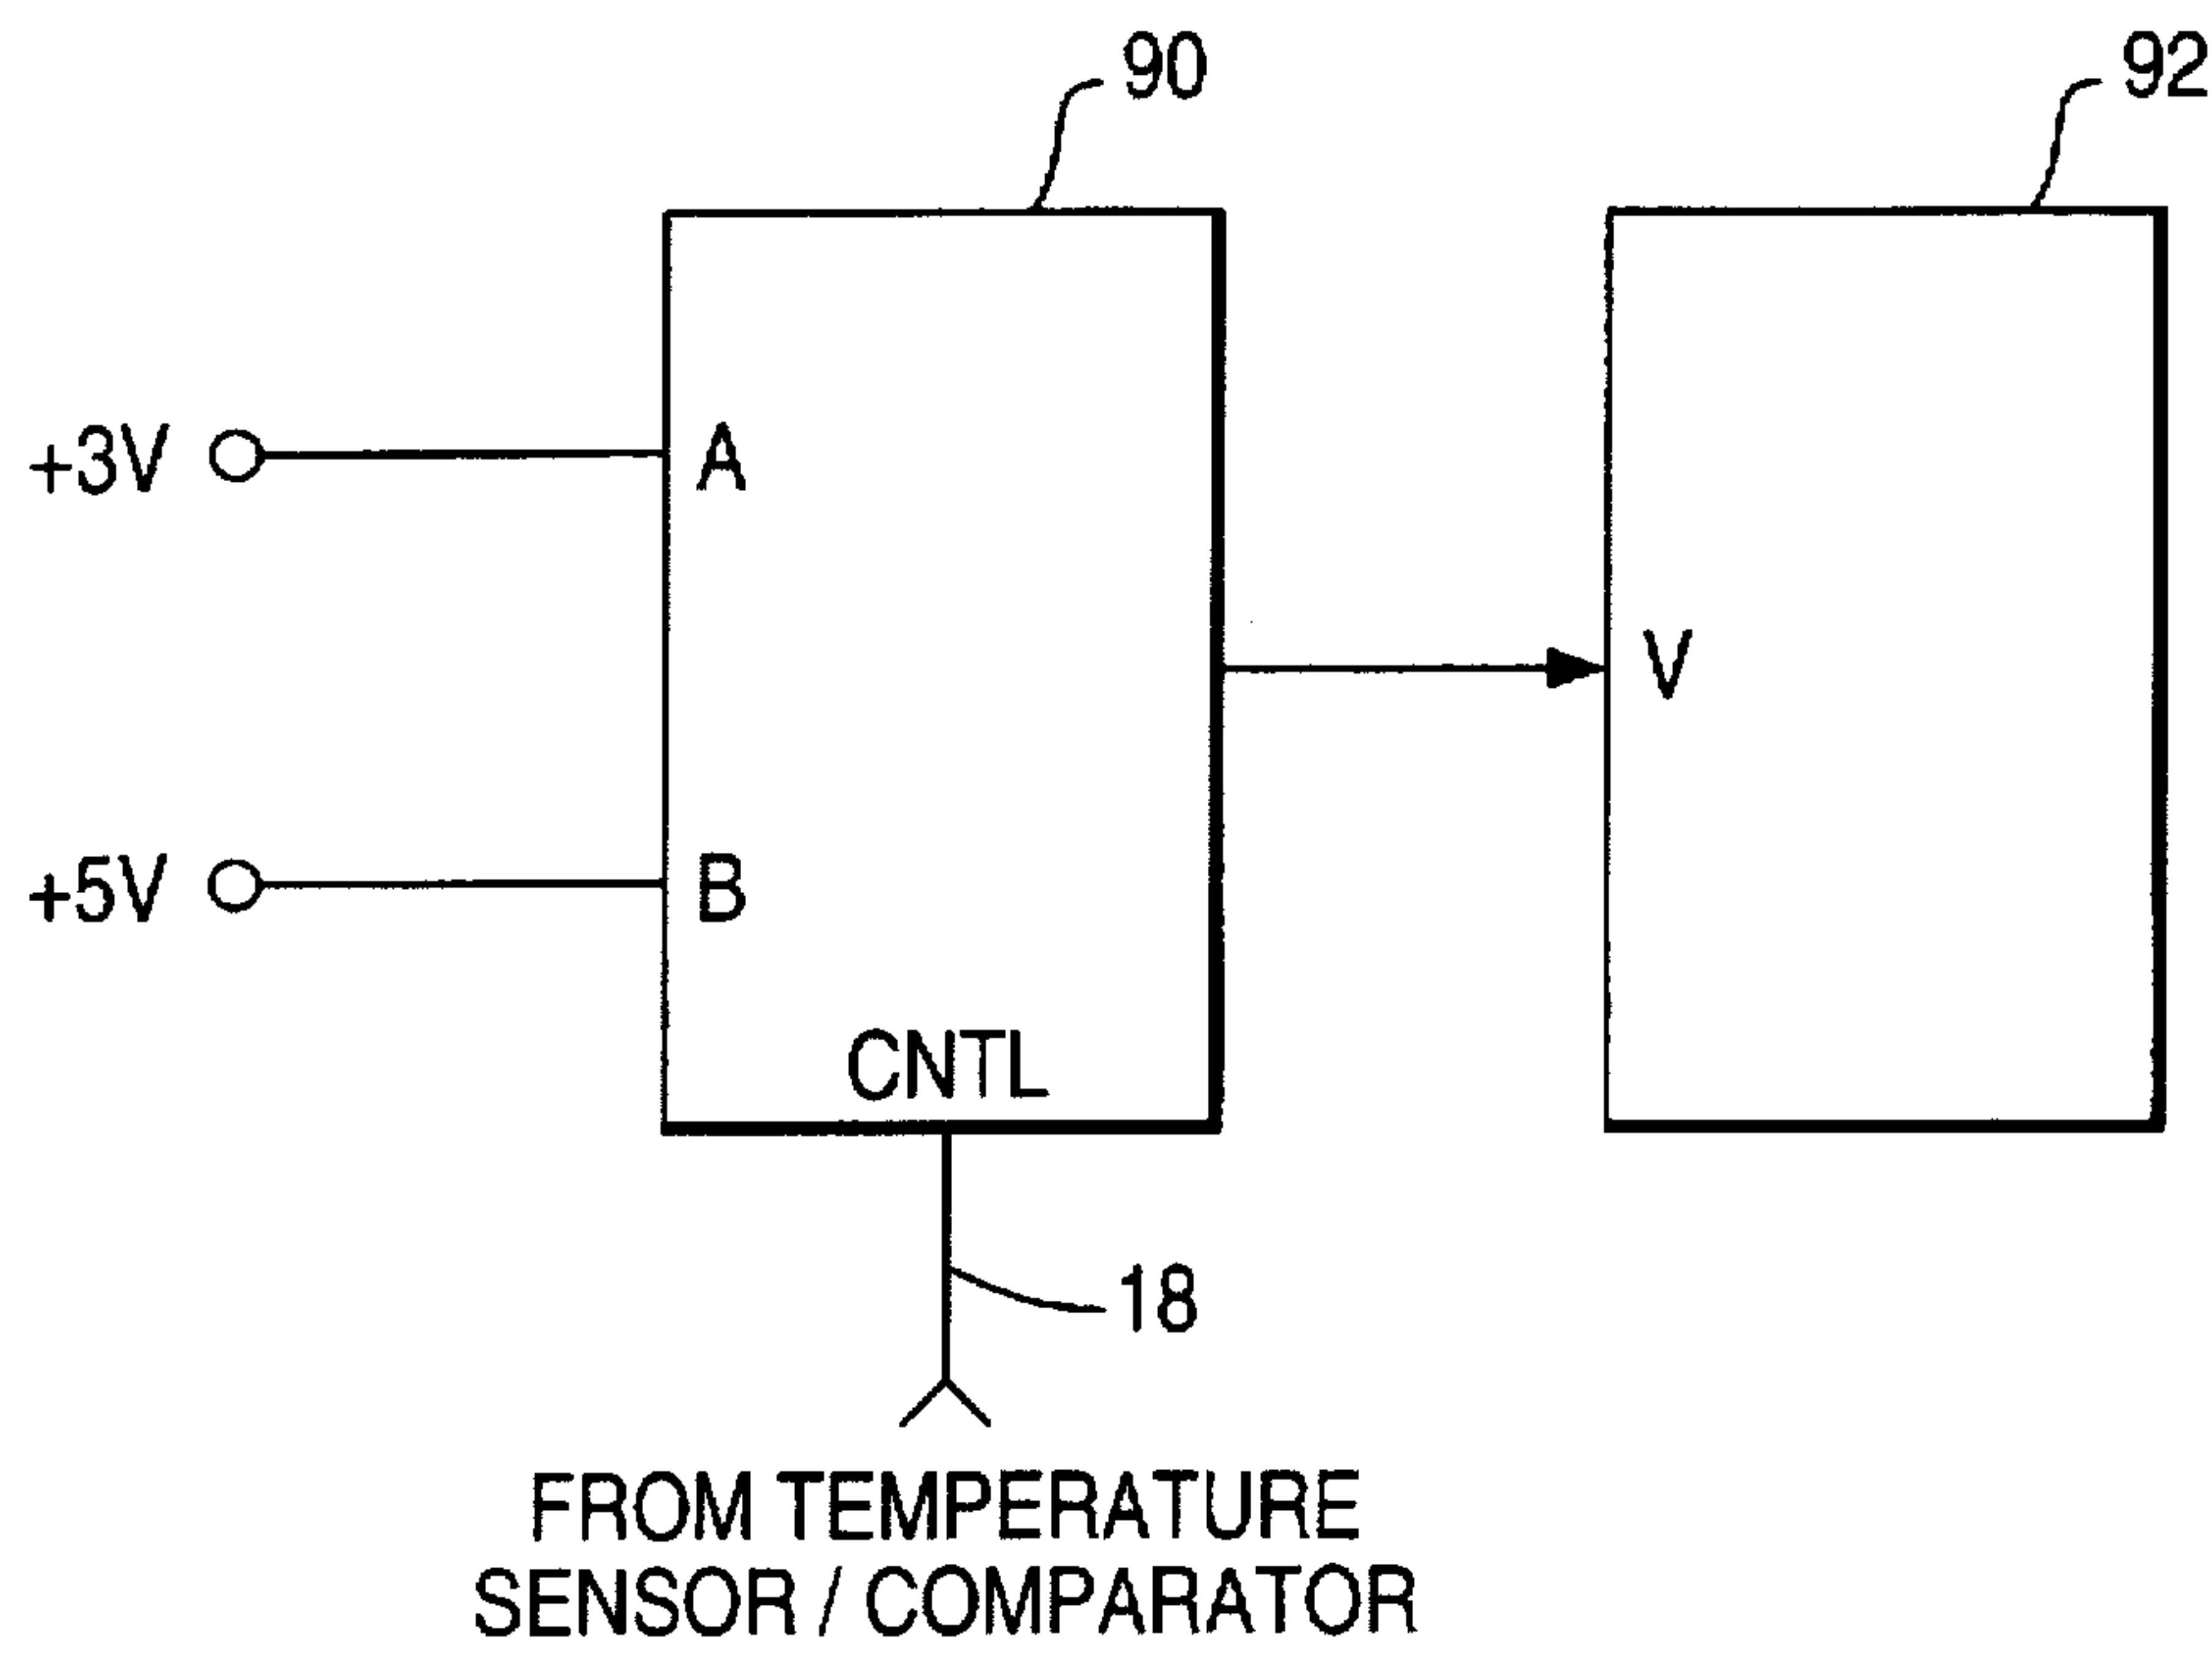 90
92
+3V
A
V
+5V
B
CNTL
18
FROM TEMPERATURE
SENSOR / COMPARATOR